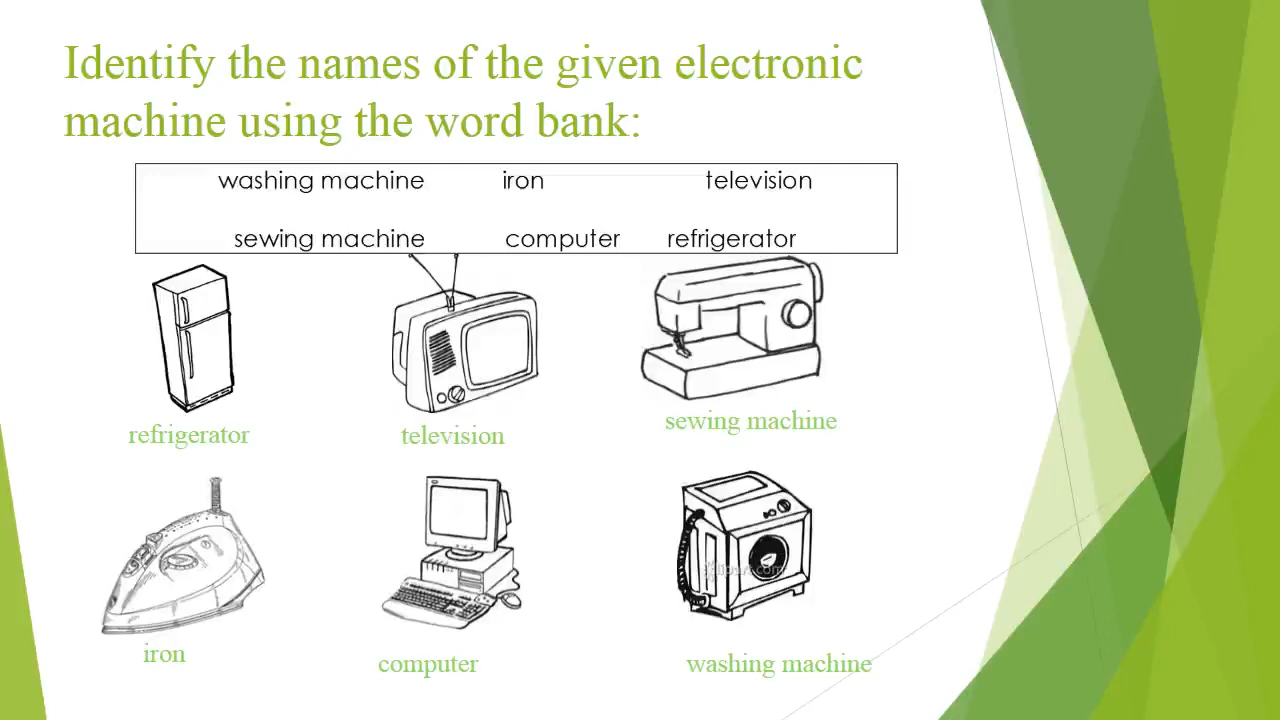 Identify the names of the given electronic
machine using the word bank:
washing machine iron television
sewing machine computer refrigerator
refrigerator television sewing machine
iron computer washing machine